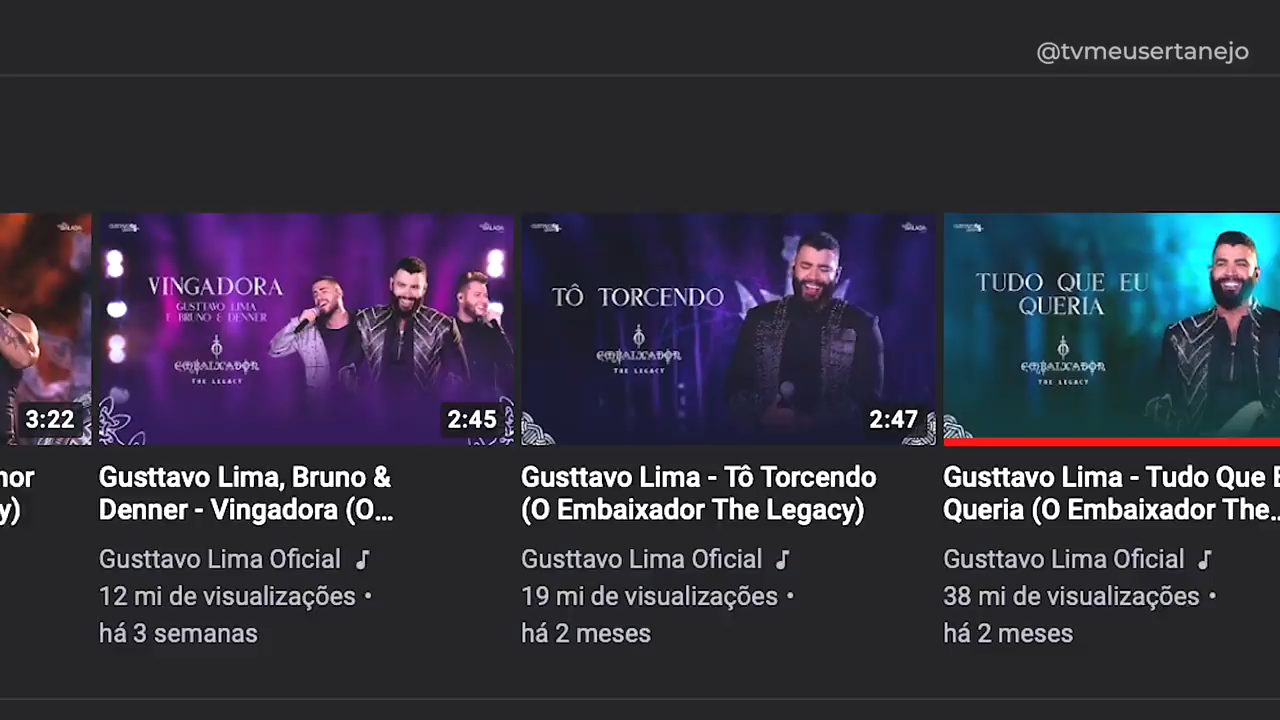 @tvmeusertanejo
VINGADORA
GUSTTAVO LIMA
E BRUNO & DENNER
EMBAIXADOR
THE LEGACY
TÔ TORCENDO
EMBAIXADOR
THE LEGACY
TUDO QUE EU
QUERIA
EMBAIXADOR
THE LEGACY
3:22
2:45
2:47
nor
y)
Gusttavo Lima, Bruno &
Denner - Vingadora (O...
Gusttavo Lima Oficial
12 mi de visualizações •
há 3 semanas
Gusttavo Lima - Tô Torcendo
(O Embaixador The Legacy)
Gusttavo Lima Oficial
19 mi de visualizações •
há 2 meses
Gusttavo Lima - Tudo Que E
Queria (O Embaixador The...
Gusttavo Lima Oficial
38 mi de visualizações •
há 2 meses